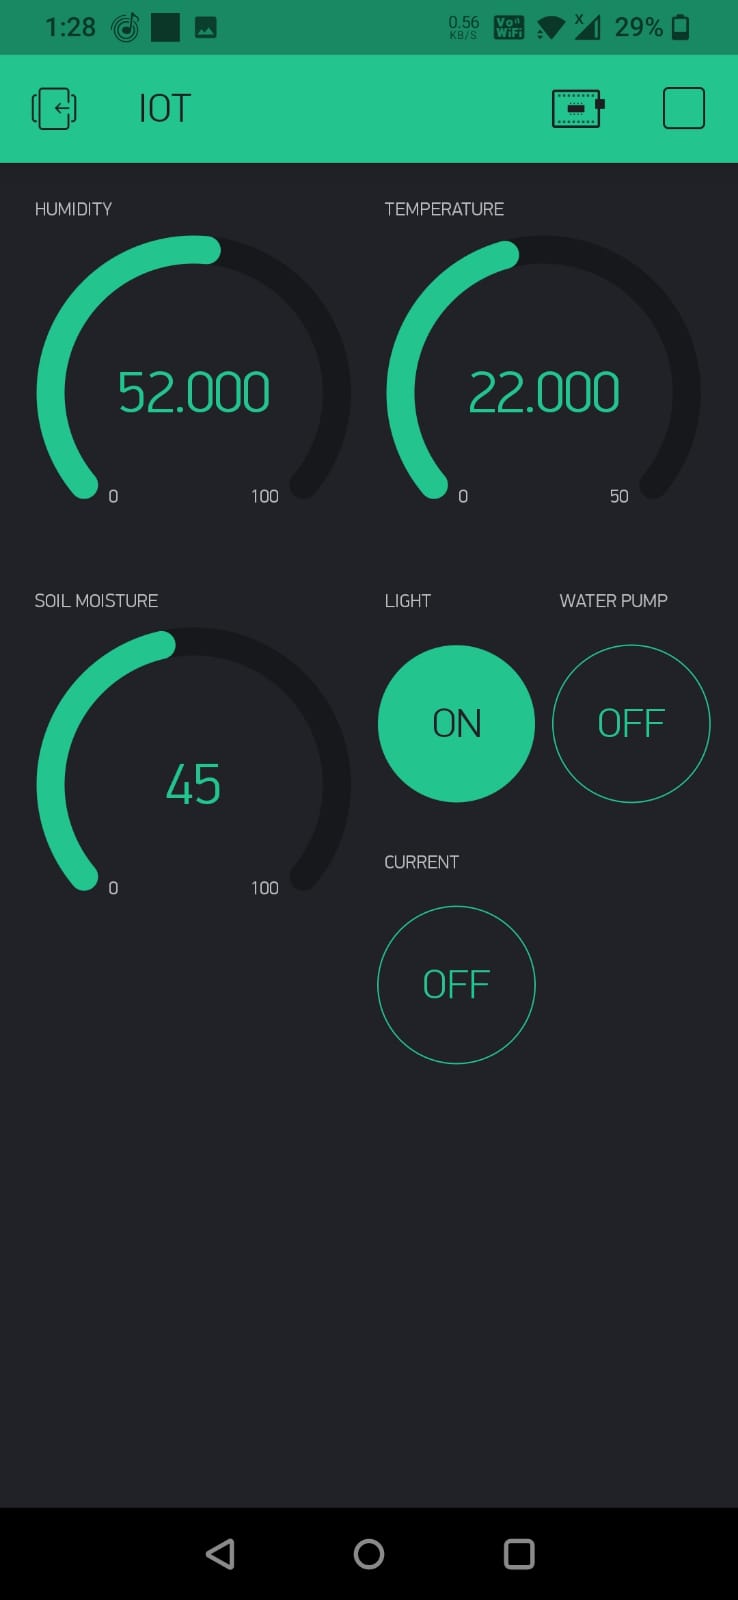 1:28 0.56 KB/S Vo WiFi X 29%
IOT
HUMIDITY TEMPERATURE
52.000 22.000
0 100 0 50
SOIL MOISTURE LIGHT WATER PUMP
45 ON OFF
0 100
CURRENT
OFF